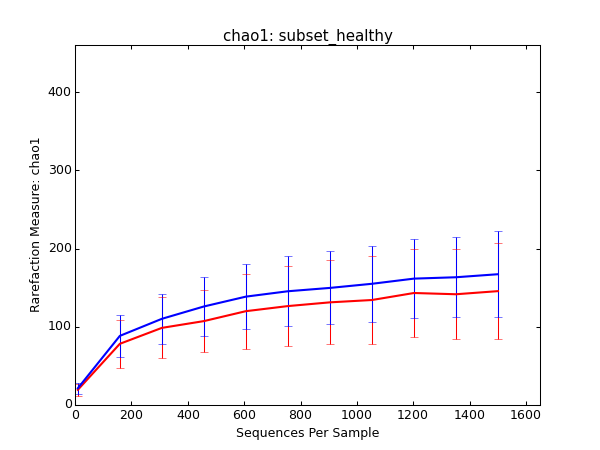 chao1: subset_healthy
Rarefaction Measure: chao1
400
300
200
100
0
0 200 400 600 800 1000 1200 1400 1600
Sequences Per Sample